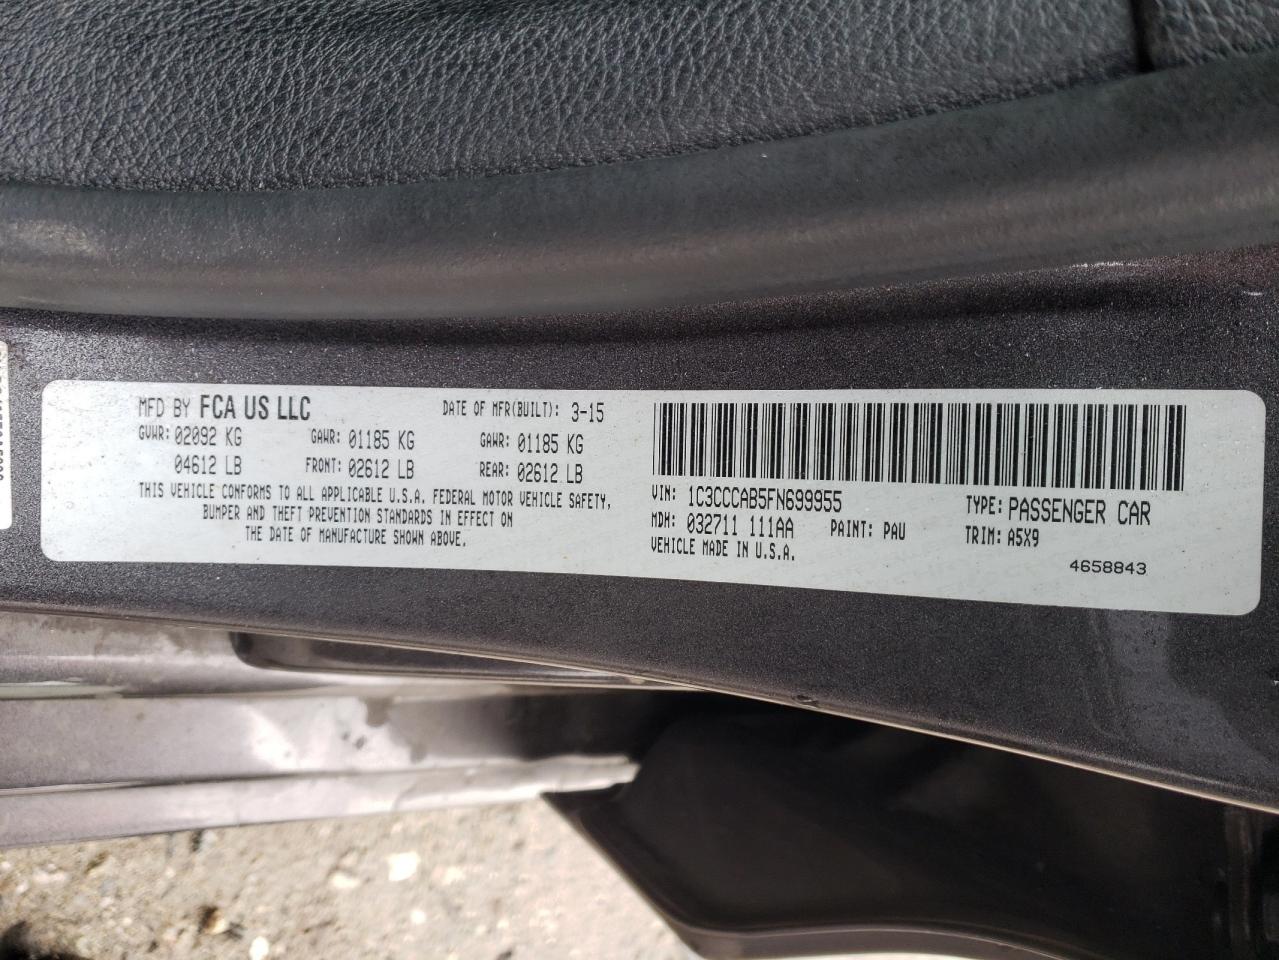 MFD BY FCA US LLC DATE OF MFR(BUILT): 3-15
GVWR: 02092 KG GAWR: 01185 KG GAWR: 01185 KG
04612 LB FRONT: 02612 LB REAR: 02612 LB
THIS VEHICLE CONFORMS TO ALL APPLICABLE U.S.A. FEDERAL MOTOR VEHICLE SAFETY,
BUMPER AND THEFT PREVENTION STANDARDS IN EFFECT ON
THE DATE OF MANUFACTURE SHOWN ABOVE.
VIN: 1C3CCCAB5FN699955 TYPE: PASSENGER CAR
MDH: 032711 111AA PAINT: PAU TRIM: A5X9
VEHICLE MADE IN U.S.A.
4658843